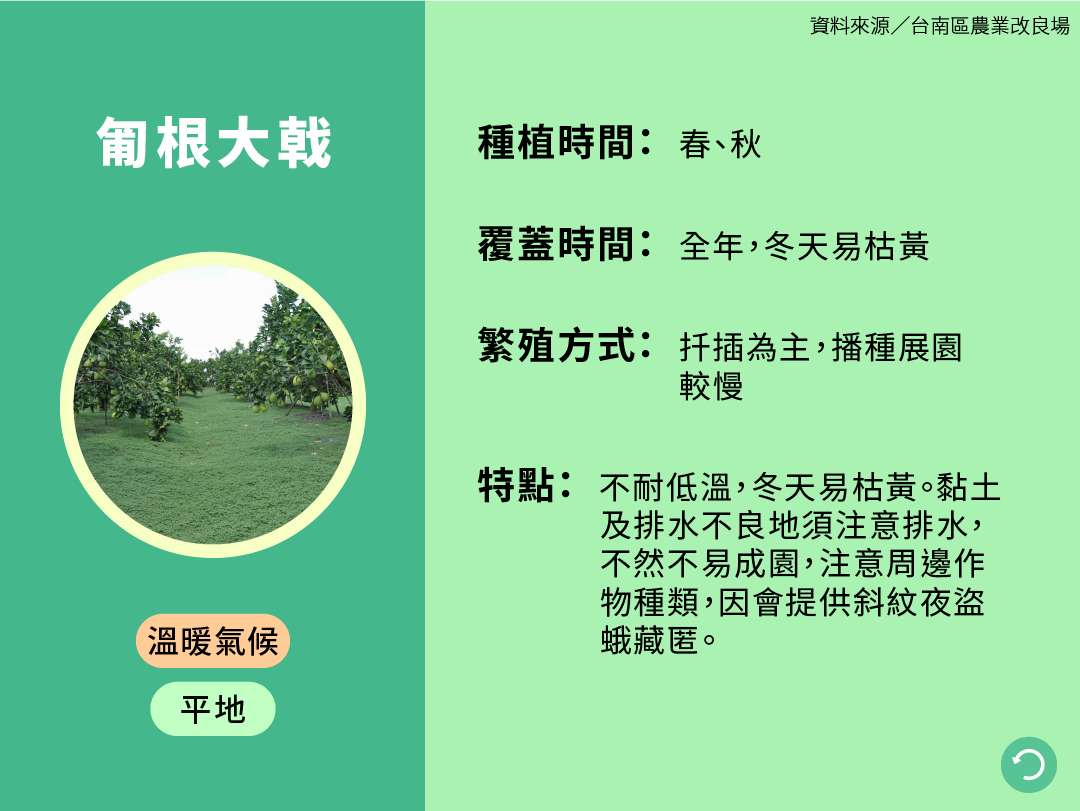 資料來源／台南區農業改良場
匍根大戟
溫暖氣候
平地
種植時間：春、秋
覆蓋時間：全年，冬天易枯黃
繁殖方式：扦插為主，播種展園
較慢
特點：不耐低溫，冬天易枯黃。黏土
及排水不良地須注意排水，
不然不易成園，注意周邊作
物種類，因會提供斜紋夜盜
蛾藏匿。